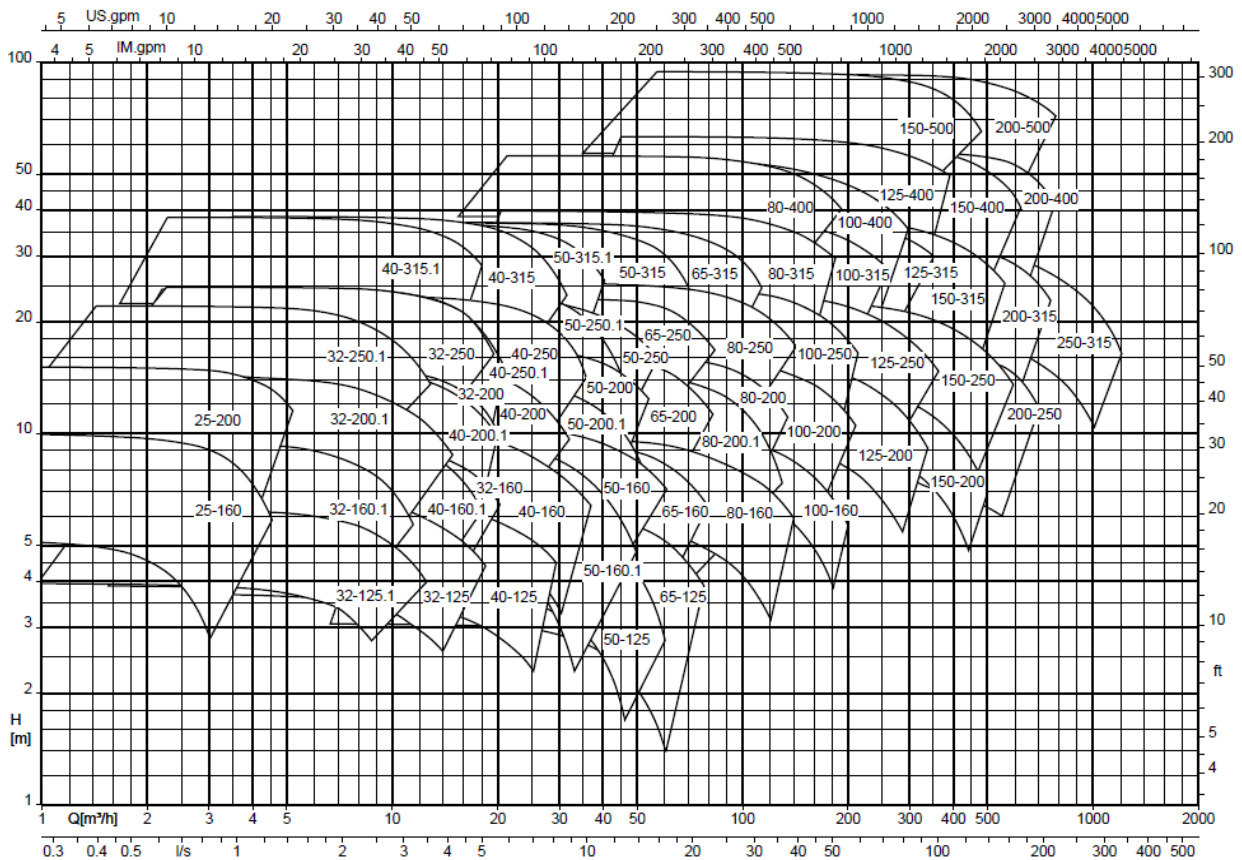 5 US.gpm 10 20 30 40 50 100 200 300 400 500 1000 2000 3000 4000 5000
4 5 IM.gpm 10 20 30 40 50 100 200 300 400 500 1000 2000 3000 4000 5000
100 300
150-500 200-500
200
50
125-400 200-400
40 80-400 150-400
100-400
100
30 50-315.1
40-315.1 40-315 50-315 65-315 80-315 100-315 125-315
150-315
200-315
20 50-250.1
65-250 250-315
32-250.1 32-250 40-250 50-250 80-250 100-250 50
40-250.1 125-250
150-250
32-200 50-200 80-200 40
25-200 32-200.1 40-200 50-200.1 65-200 200-250
10 40-200.1 80-200.1 100-200 30
125-200
32-160 50-160 150-200
25-160 32-160.1 40-160.1 40-160 65-160 80-160 100-160 20
5
4 50-160.1
32-125.1 32-125 40-125 65-125
3 10
50-125
2 ft
H
[m] 5
4
1
1 2 Q[m³/h] 5 10 20 30 40 50 100 200 300 400 500 1000 2000
0.3 0.4 0.5 l/s 1 2 3 4 5 10 20 30 40 50 100 200 300 400 500